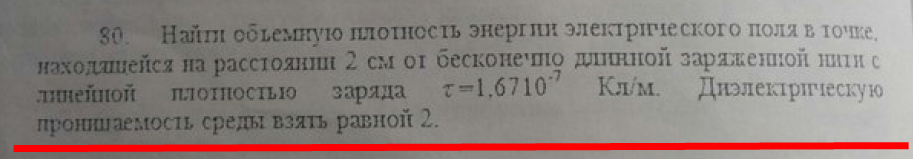 80. Найти объемную плотность энергии электрического поля в точке,
находящейся на расстоянии 2 см от бесконечно длинной заряженной нити с
линейной плотностью заряда τ=1,6710⁻⁷ Кл/м. Диэлектрическую
проницаемость среды взять равной 2.